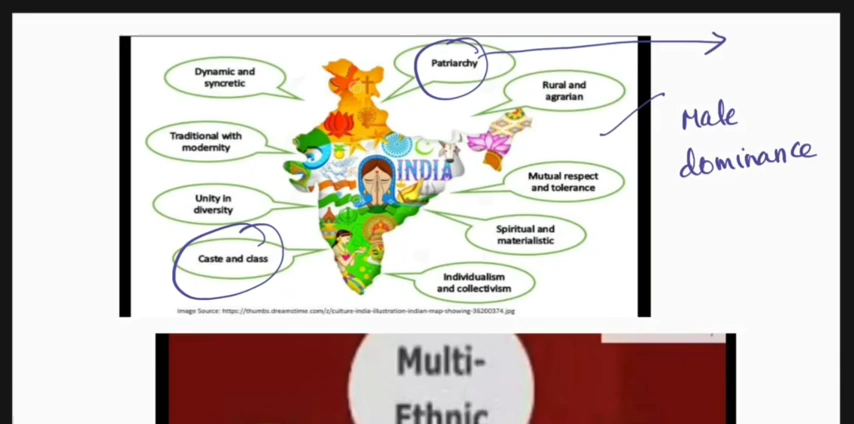 Patriarchy
Dynamic and
syncretic
Rural and
agrarian
Male
dominance
Traditional with
modernity
INDIA
Mutual respect
and tolerance
Unity in
diversity
Spiritual and
materialistic
Caste and class
Individualism
and collectivism
Image Source: https://thumbs.dreamstime.com/z/culture-india-illustration-indian-map-showing-36200374.jpg
Multi-
Ethnic